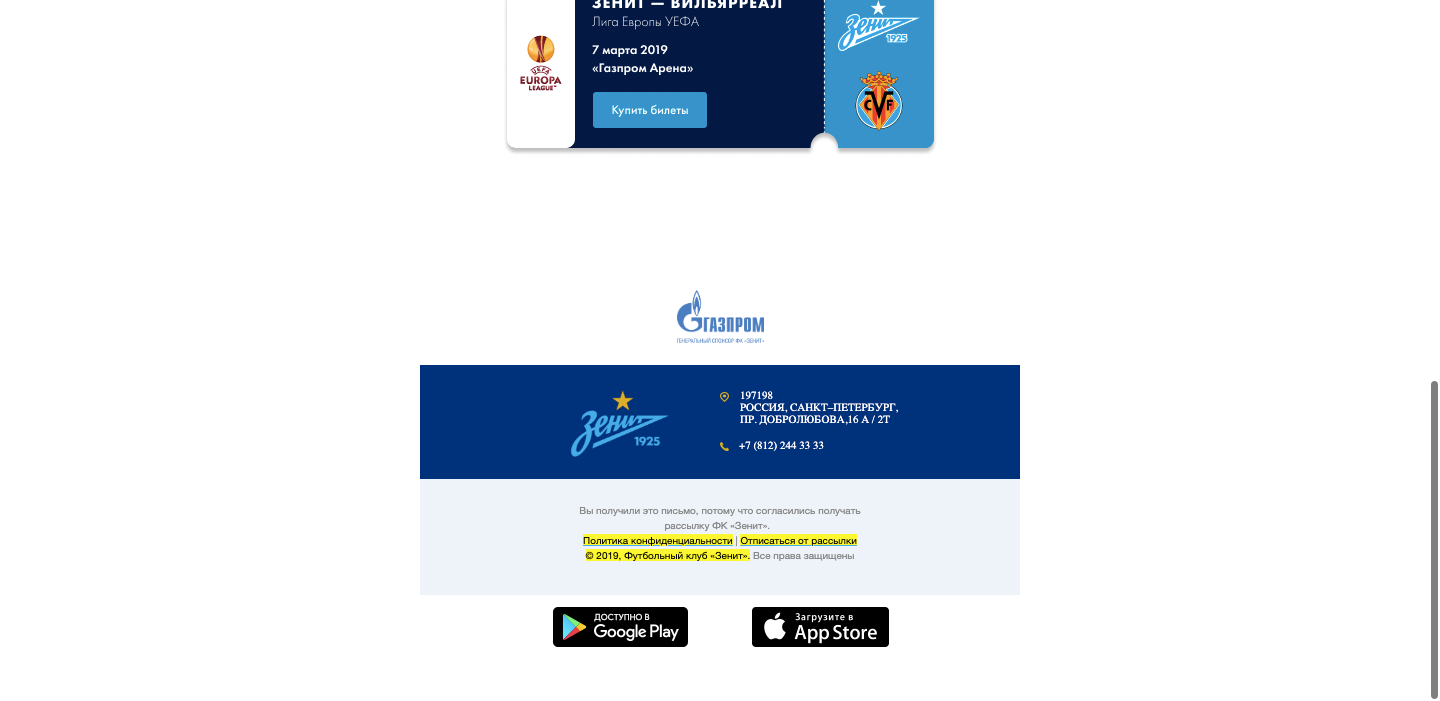 ЗЕНИТ — ВИЛЬЯРРЕАЛ
Лига Европы УЕФА
7 марта 2019
«Газпром Арена»
Купить билеты
UEFA
EUROPA
LEAGUE™
Зенит
1925
CVF
ГАЗПРОМ
ГЕНЕРАЛЬНЫЙ СПОНСОР ФК «ЗЕНИТ»
Зенит
1925
197198
РОССИЯ, САНКТ–ПЕТЕРБУРГ,
ПР. ДОБРОЛЮБОВА,16 А / 2Т
+7 (812) 244 33 33
Вы получили это письмо, потому что согласились получать
рассылку ФК «Зенит».
Политика конфиденциальности | Отписаться от рассылки
© 2019, Футбольный клуб «Зенит». Все права защищены
ДОСТУПНО В
Google Play
Загрузите в
App Store